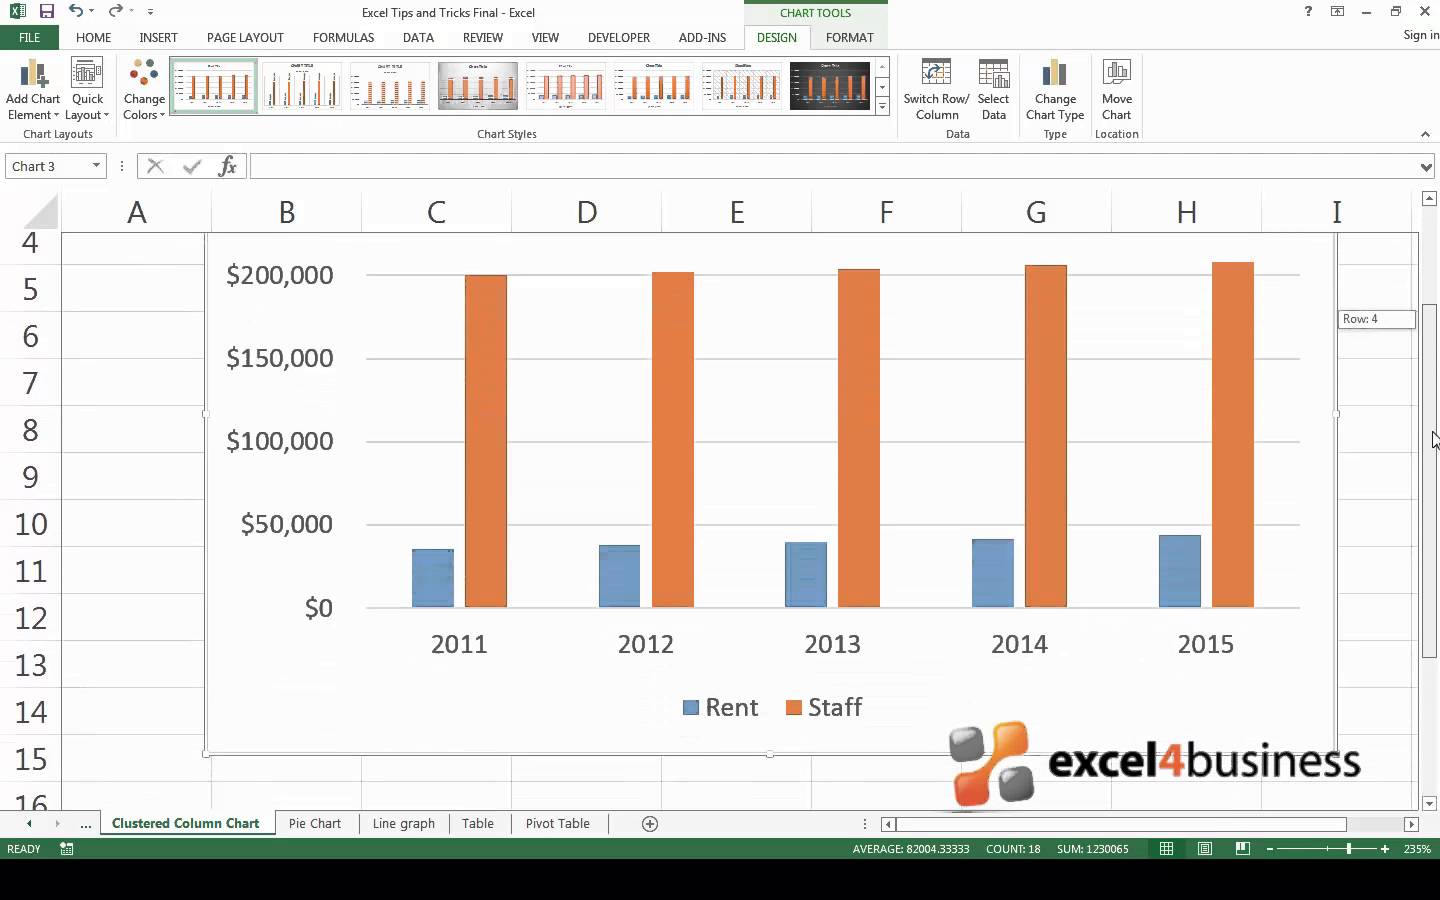 Excel Tips and Tricks Final - Excel
CHART TOOLS
FILE HOME INSERT PAGE LAYOUT FORMULAS DATA REVIEW VIEW DEVELOPER ADD-INS DESIGN FORMAT Sign in
Add Chart Element
Quick Layout
Change Colors
Switch Row/ Column
Select Data
Change Chart Type
Move Chart
Chart Layouts Chart Styles Data Type Location
Chart 3 fx
A B C D E F G H I
4
5
6
7
8
9
10
11
12
13
14
15
16
$200,000
$150,000
$100,000
$50,000
$0
Row: 4
2011 2012 2013 2014 2015
Rent Staff
excel4business
... Clustered Column Chart Pie Chart Line graph Table Pivot Table
READY AVERAGE: 82004.33333 COUNT: 18 SUM: 1230065 235%